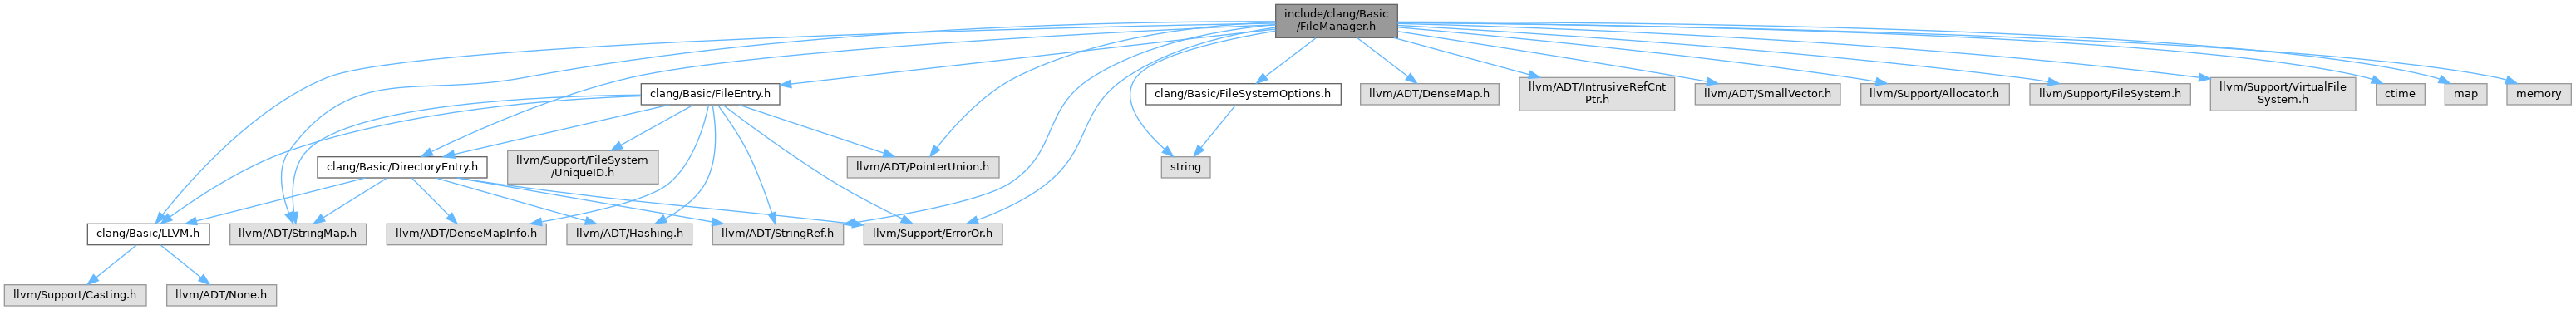 include/clang/Basic
/FileManager.h
clang/Basic/FileEntry.h
clang/Basic/FileSystemOptions.h
llvm/ADT/DenseMap.h
llvm/ADT/IntrusiveRefCnt
Ptr.h
llvm/ADT/SmallVector.h
llvm/Support/Allocator.h
llvm/Support/FileSystem.h
llvm/Support/VirtualFile
System.h
ctime
map
memory
clang/Basic/DirectoryEntry.h
llvm/Support/FileSystem
/UniqueID.h
llvm/ADT/PointerUnion.h
string
clang/Basic/LLVM.h
llvm/ADT/StringMap.h
llvm/ADT/DenseMapInfo.h
llvm/ADT/Hashing.h
llvm/ADT/StringRef.h
llvm/Support/ErrorOr.h
llvm/Support/Casting.h
llvm/ADT/None.h